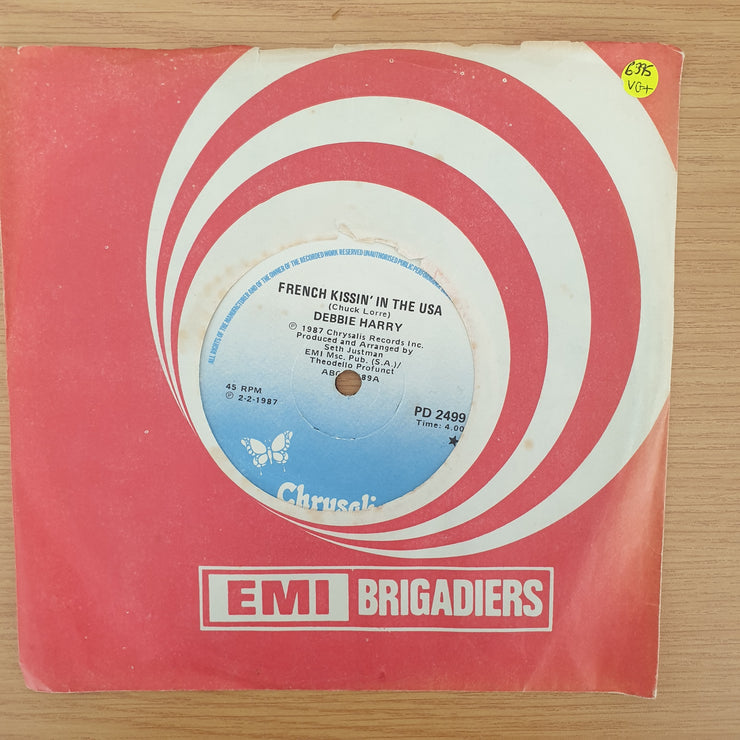 6395
VG+
ALL RIGHTS OF THE MANUFACTURER AND OF THE OWNER OF THE RECORDED WORK RESERVED UNAUTHORISED PUBLIC
FRENCH KISSIN' IN THE USA
(Chuck Lorre)
DEBBIE HARRY
℗ 1987 Chrysalis Records Inc.
Produced and Arranged by
Seth Justman
EMI Msc. Pub. (S.A.)/
Theodello Profunct
89A
45 RPM
℗ 2-2-1987
PD 2499
Time: 4.00
Chrysali
EMI BRIGADIERS